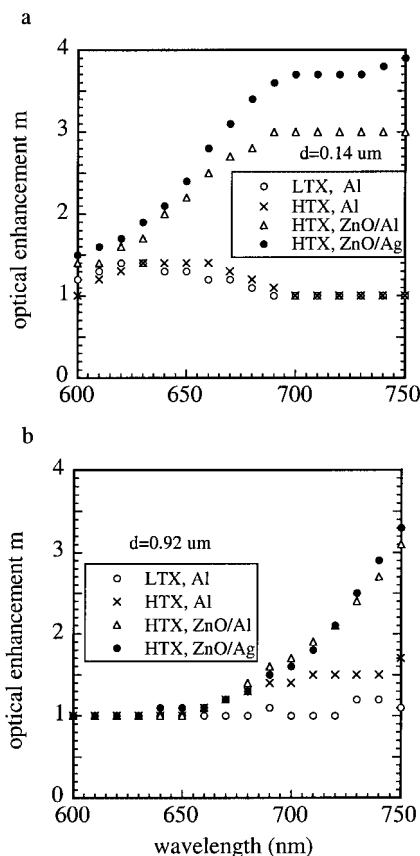 a
4
3
2
1
0
optical enhancement m
d=0.14 um
LTX, Al
HTX, Al
HTX, ZnO/Al
HTX, ZnO/Ag
600
650
700
750
b
4
3
2
1
0
optical enhancement m
d=0.92 um
LTX, Al
HTX, Al
HTX, ZnO/Al
HTX, ZnO/Ag
600
650
700
750
wavelength (nm)